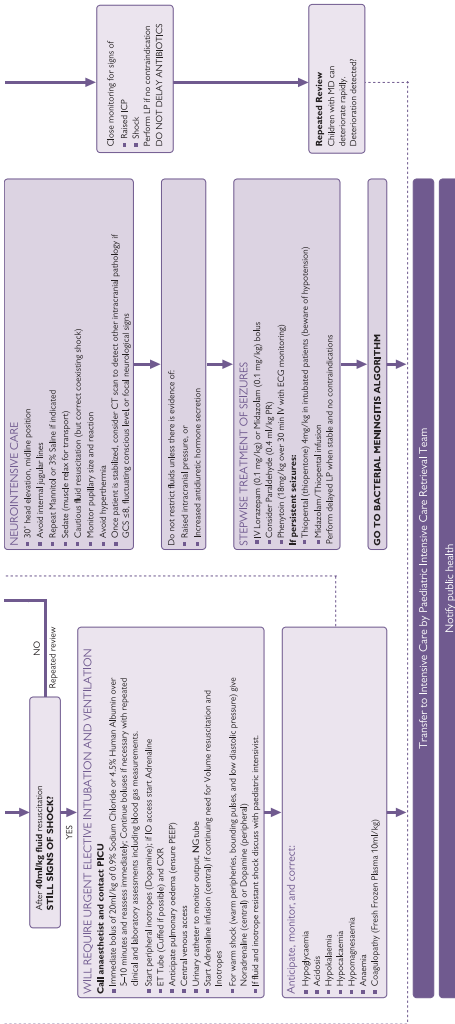 After 40ml/kg fluid resuscitation
STILL SIGNS OF SHOCK?
NO
Repeated review
YES
WILL REQUIRE URGENT ELECTIVE INTUBATION AND VENTILATION
Call anaesthetist and contact PICU
▪ Immediate bolus of 20ml/kg of 0.9% Sodium Chloride or 4.5% Human Albumin over
5–10 minutes and reassess immediately. Continue boluses if necessary with repeated
clinical and laboratory assessments including blood gas measurements.
▪ Start peripheral inotropes (Dopamine); if IO access start Adrenaline
▪ ET Tube (Cuffed if possible) and CXR
▪ Anticipate pulmonary oedema (ensure PEEP)
▪ Central venous access
▪ Urinary catheter to monitor output, NG tube
▪ Start Adrenaline infusion (central) if continuing need for Volume resuscitation and
Inotropes
▪ For warm shock (warm peripheries, bounding pulses, and low diastolic pressure) give
Noradrenaline (central) or Dopamine (peripheral)
▪ If fluid and inotrope resistant shock discuss with paediatric intensivist.
Anticipate, monitor, and correct:
▪ Hypoglycaemia
▪ Acidosis
▪ Hypokalaemia
▪ Hypocalcaemia
▪ Hypomagnesaemia
▪ Anaemia
▪ Coagulopathy (Fresh Frozen Plasma 10ml/kg)
NEUROINTENSIVE CARE
▪ 30° head elevation, midline position
▪ Avoid internal jugular lines
▪ Repeat Mannitol or 3% Saline if indicated
▪ Sedate (muscle relax for transport)
▪ Cautious fluid resuscitation (but correct coexisting shock)
▪ Monitor pupillary size and reaction
▪ Avoid hyperthermia
▪ Once patient is stabilized, consider CT scan to detect other intracranial pathology if
GCS ≤8, fluctuating conscious level or focal neurological signs
Do not restrict fluids unless there is evidence of:
▪ Raised intracranial pressure, or
▪ Increased antidiuretic hormone secretion
STEPWISE TREATMENT OF SEIZURES
▪ IV Lorazepam (0.1 mg/kg) or Midazolam (0.1 mg/kg) bolus
▪ Consider Paraldehyde (0.4 ml/kg PR)
▪ Phenytoin (18mg/kg over 30 min IV with ECG monitoring)
If persistent seizures:
▪ Thiopental (thiopentone) 4mg/kg in intubated patients (beware of hypotension)
▪ Midazolam/Thiopental infusion
Perform delayed LP when stable and no contraindications
GO TO BACTERIAL MENINGITIS ALGORITHM
Close monitoring for signs of
▪ Raised ICP
▪ Shock
Perform LP if no contraindication
DO NOT DELAY ANTIBIOTICS
Repeated Review
Children with MD can
deteriorate rapidly.
Deterioration detected?
Transfer to Intensive Care by Paediatric Intensive Care Retrieval Team
Notify public health